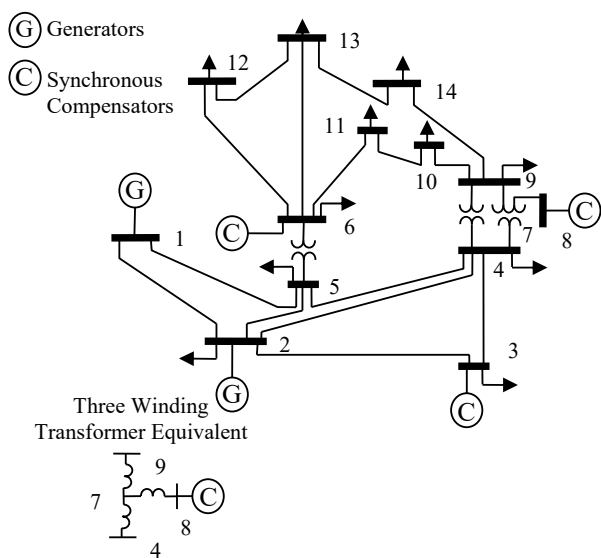 G Generators
C Synchronous
Compensators
13
12
14
11
10
9
G
C
6
7
8
C
1
5
4
2
3
G
C
Three Winding
Transformer Equivalent
9
7
C
8
4